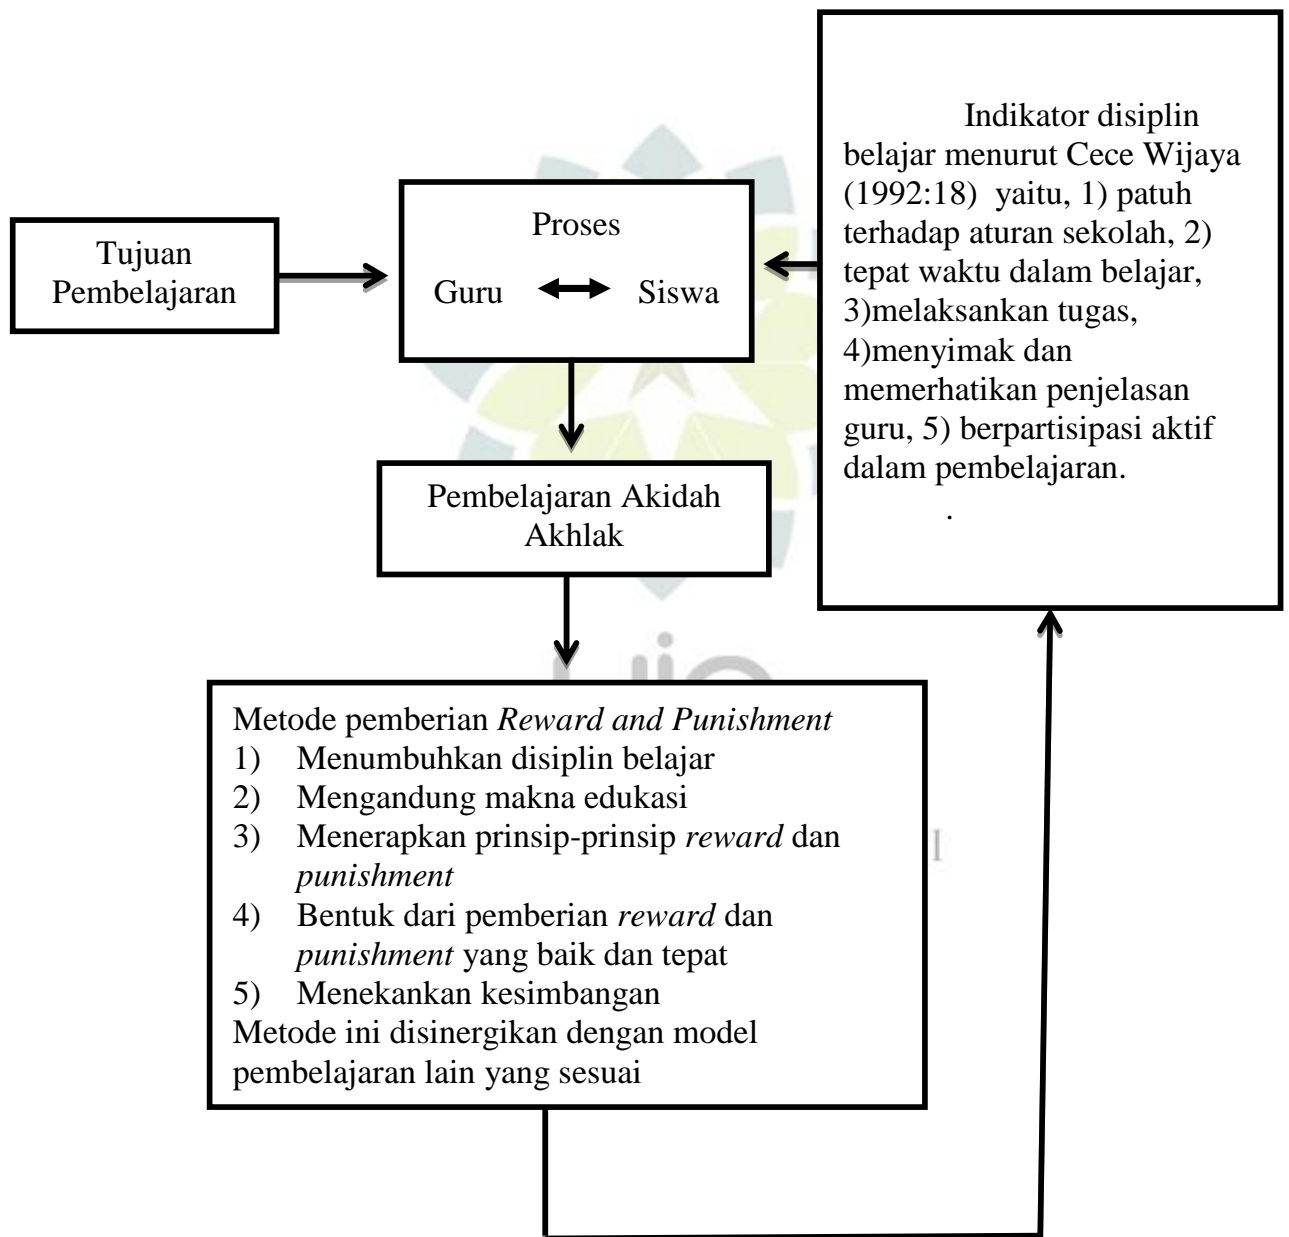 Tujuan
Pembelajaran
Proses
Guru Siswa
Indikator disiplin
belajar menurut Cece Wijaya
(1992:18) yaitu, 1) patuh
terhadap aturan sekolah, 2)
tepat waktu dalam belajar,
3)melaksankan tugas,
4)menyimak dan
memerhatikan penjelasan
guru, 5) berpartisipasi aktif
dalam pembelajaran.
.
Pembelajaran Akidah
Akhlak
Metode pemberian Reward and Punishment
1) Menumbuhkan disiplin belajar
2) Mengandung makna edukasi
3) Menerapkan prinsip-prinsip reward dan
punishment
4) Bentuk dari pemberian reward dan
punishment yang baik dan tepat
5) Menekankan kesimbangan
Metode ini disinergikan dengan model
pembelajaran lain yang sesuai